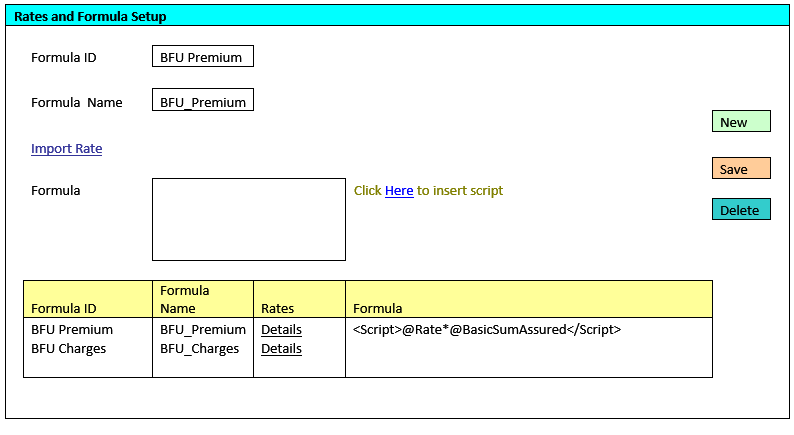 Rates and Formula Setup
Formula ID BFU Premium
Formula Name BFU_Premium
New
Import Rate
Save
Formula Click Here to insert script
Delete
Formula ID Formula Name Rates Formula
BFU Premium BFU_Premium Details <Script>@Rate*@BasicSumAssured</Script>
BFU Charges BFU_Charges Details